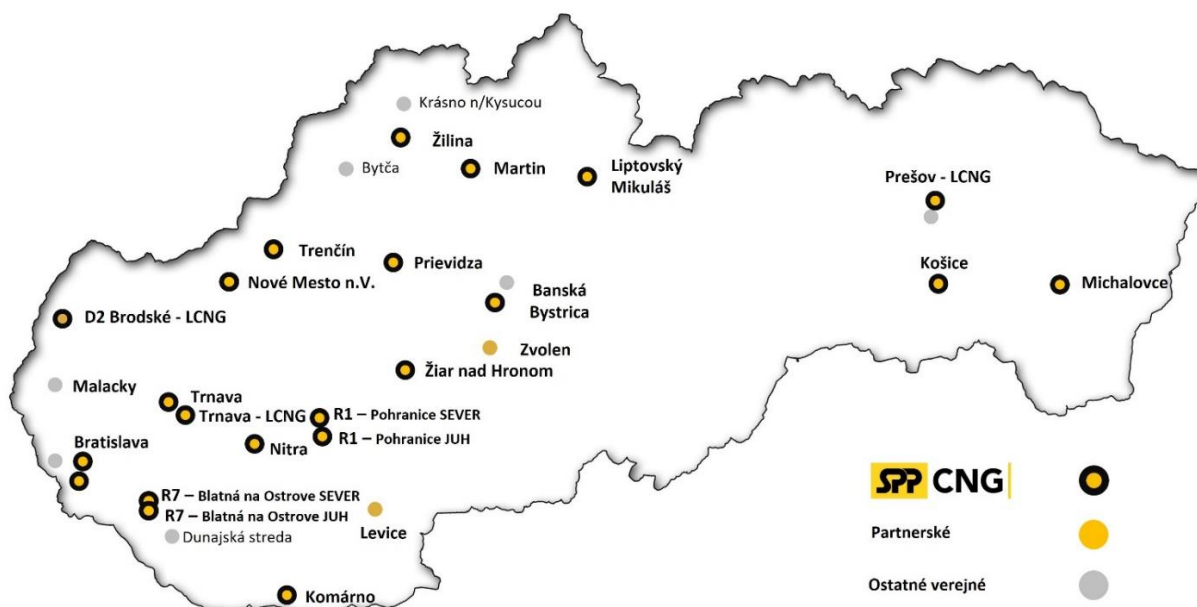 Krásno n/Kysucou
Žilina
Bytča
Martin
Liptovský
Mikuláš
Prešov - LCNG
Trenčín
Prievidza
Košice
Nové Mesto n.V.
Michalovce
Banská
Bystrica
D2 Brodské - LCNG
Zvolen
Žiar nad Hronom
Malacky
Trnava
Trnava - LCNG
R1 – Pohranice SEVER
R1 – Pohranice JUH
Nitra
Bratislava
R7 – Blatná na Ostrove SEVER
R7 – Blatná na Ostrove JUH
Dunajská streda
Levice
Komárno
SPP CNG
Partnerské
Ostatné verejné